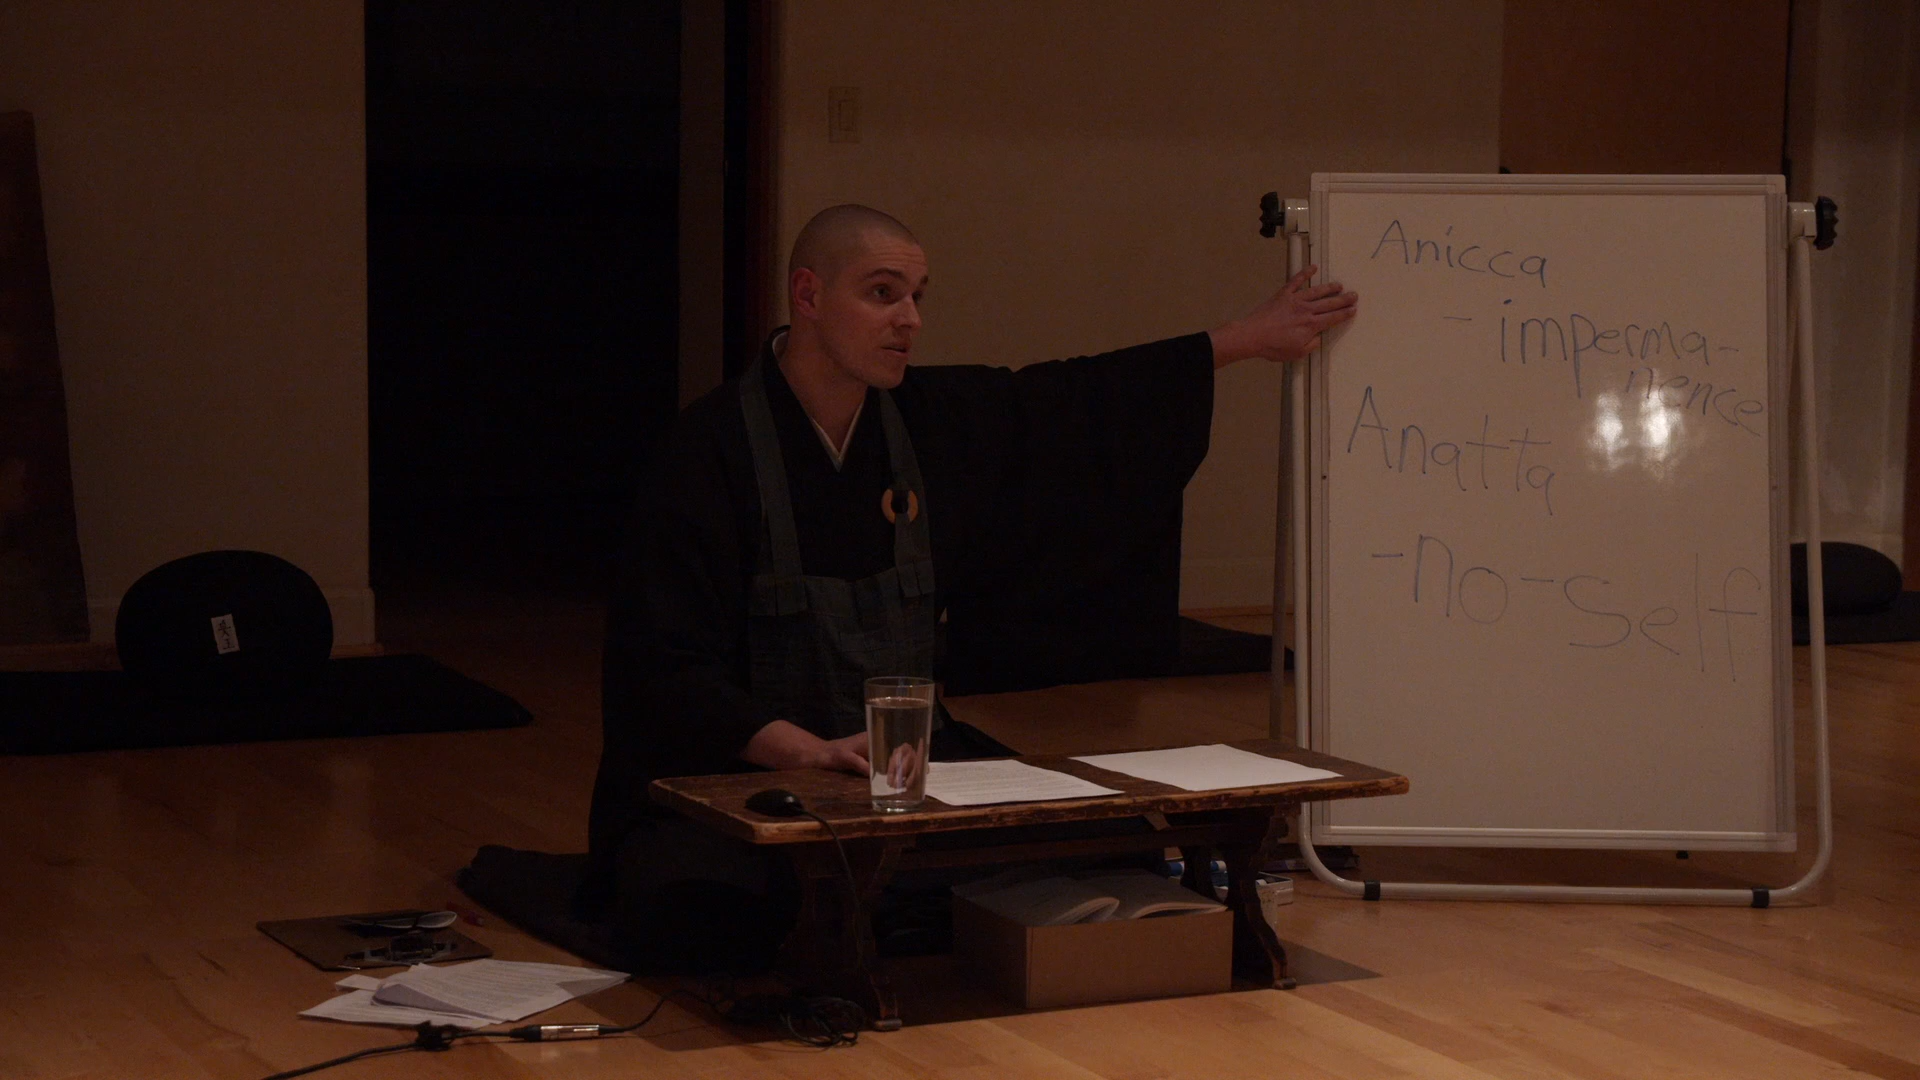 Anicca
- imperma-
nence
Anatta
- no-self